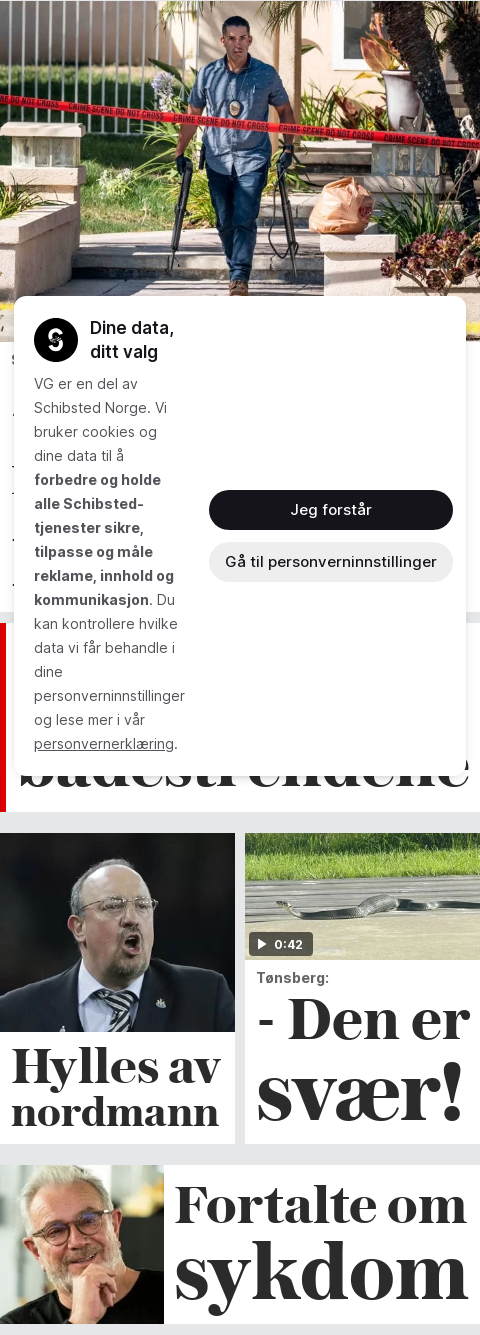 CRIME SCENE DO NOT CROSS CRIME SCENE DO NOT CROSS CRIME SCENE DO NOT CROSS CRIME SCENE DO NOT CROSS
Dine data,
ditt valg
VG er en del av
Schibsted Norge. Vi
bruker cookies og
dine data til å
forbedre og holde
alle Schibsted-
tjenester sikre,
tilpasse og måle
reklame, innhold og
kommunikasjon. Du
kan kontrollere hvilke
data vi får behandle i
dine
personverninnstillinger
og lese mer i vår
personvernerklæring.
Jeg forstår
Gå til personverninnstillinger
badestrendene
Hylles av
nordmann
0:42
Tønsberg:
- Den er
svær!
Fortalte om
sykdom